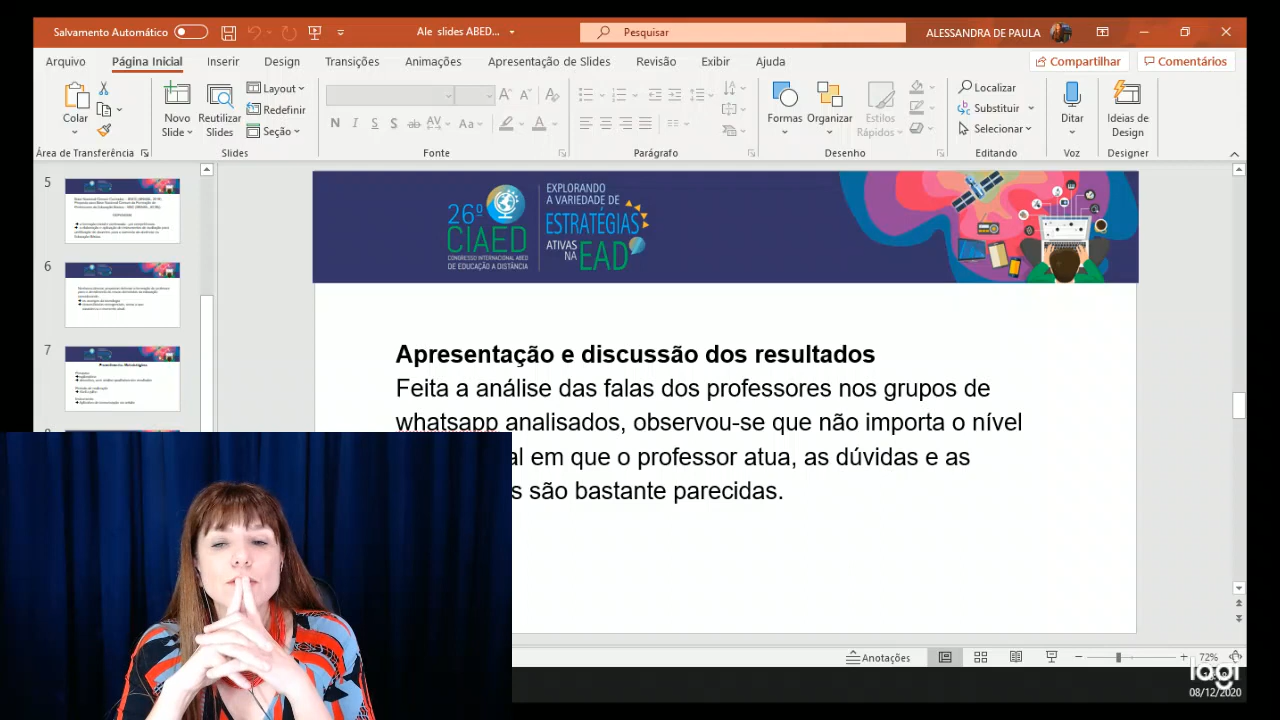 Salvamento Automático
Ale slides ABED...
Pesquisar
ALESSANDRA DE PAULA
Arquivo
Página Inicial
Inserir
Design
Transições
Animações
Apresentação de Slides
Revisão
Exibir
Ajuda
Compartilhar
Comentários
Colar
Novo
Slide
Reutilizar
Slides
Layout
Redefinir
Seção
N I S S ab AV Aa A
Formas
Organizar
Estilos
Rápidos
Localizar
Substituir
Selecionar
Ditar
Ideias de
Design
Área de Transferência
Slides
Fonte
Parágrafo
Desenho
Editando
Voz
Designer
5
6
7
26º
CIAED
CONGRESSO INTERNACIONAL ABED
DE EDUCAÇÃO A DISTÂNCIA
EXPLORANDO
A VARIEDADE DE
ESTRATÉGIAS
ATIVAS
NA EAD
Apresentação e discussão dos resultados
Feita a análise das falas dos professores nos grupos de
whatsapp analisados, observou-se que não importa o nível
al em que o professor atua, as dúvidas e as
s são bastante parecidas.
Anotações
72%
logi
08/12/2020